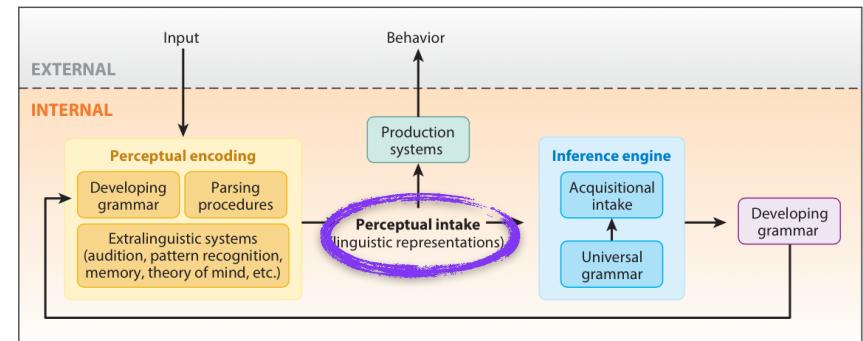 Input
Behavior
EXTERNAL
INTERNAL
Production
systems
Perceptual encoding
Developing
grammar
Parsing
procedures
Extralinguistic systems
(audition, pattern recognition,
memory, theory of mind, etc.)
Perceptual intake
(linguistic representations)
Inference engine
Acquisitional
intake
Universal
grammar
Developing
grammar